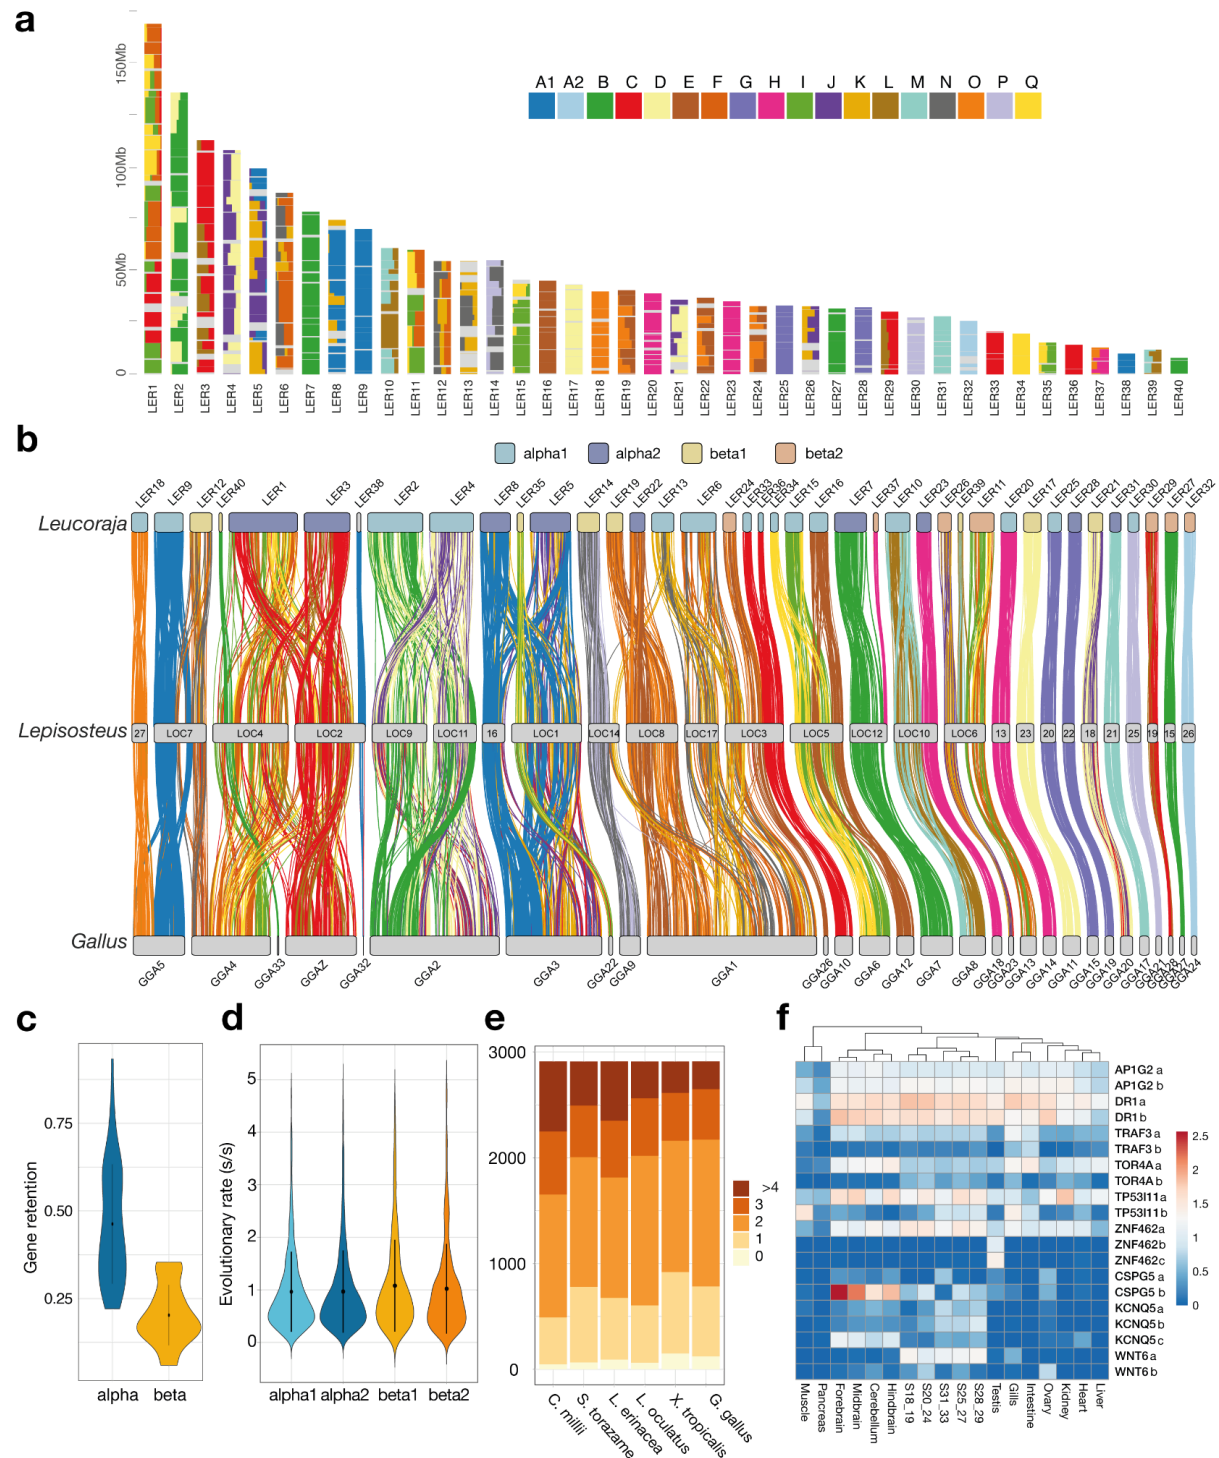 a
150Mb
100Mb
50Mb
0
A1 A2 B C D E F G H I J K L M N O P Q
LER1 LER2 LER3 LER4 LER5 LER6 LER7 LER8 LER9 LER10 LER11 LER12 LER13 LER14 LER15 LER16 LER17 LER18 LER19 LER20 LER21 LER22 LER23 LER24 LER25 LER26 LER27 LER28 LER29 LER30 LER31 LER32 LER33 LER34 LER35 LER36 LER37 LER38 LER39 LER40
b
alpha1 alpha2 beta1 beta2
LER18 LER9 LER12 LER40 LER1 LER3 LER38 LER2 LER4 LER8 LER35 LER5 LER14 LER19 LER22 LER13 LER6 LER24 LER33 LER36 LER34 LER15 LER16 LER7 LER37 LER10 LER23 LER26 LER39 LER11 LER20 LER17 LER25 LER28 LER21 LER31 LER30 LER29 LER27 LER32
Leucoraja
Lepisosteus
27 LOC7 LOC4 LOC2 LOC9 LOC11 16 LOC1 LOC14 LOC8 LOC17 LOC3 LOC5 LOC12 LOC10 LOC6 13 23 20 22 18 21 25 19 15 26
Gallus
GGA5 GGA4 GGA33 GGAZ GGA32 GGA2 GGA3 GGA22 GGA9 GGA1 GGA26 GGA10 GGA6 GGA12 GGA7 GGA8 GGA18 GGA23 GGA13 GGA14 GGA11 GGA15 GGA19 GGA20 GGA17 GGA21 GGA28 GGA27 GGA24
c
Gene retention
0.75
0.50
0.25
alpha beta
d
Evolutionary rate (s/s)
5
4
3
2
1
0
alpha1 alpha2 beta1 beta2
e
3000
2000
1000
0
>4
3
2
1
0
C. milii
S. torazame
L. erinacea
L. oculatus
X. tropicalis
G. gallus
f
AP1G2 a
AP1G2 b
DR1 a
DR1 b
TRAF3 a
TRAF3 b
TOR4A a
TOR4A b
TP53I11 a
TP53I11 b
ZNF462 a
ZNF462 b
ZNF462 c
CSPG5 a
CSPG5 b
KCNQ5 a
KCNQ5 b
KCNQ5 c
WNT6 a
WNT6 b
2.5
2
1.5
1
0.5
0
Muscle
Pancreas
Forebrain
Midbrain
Cerebellum
Hindbrain
S18_19
S20_24
S31_33
S25_27
S28_29
Testis
Gills
Intestine
Ovary
Kidney
Heart
Liver